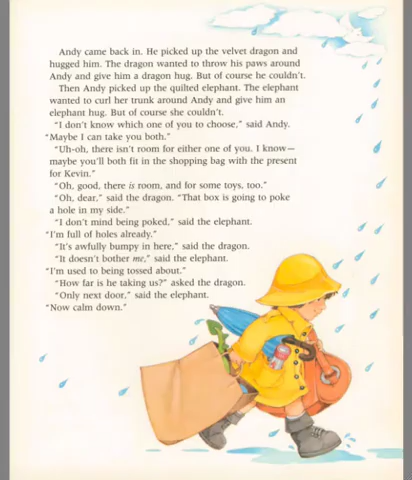 Andy came back in. He picked up the velvet dragon and
hugged him. The dragon wanted to throw his paws around
Andy and give him a dragon hug. But of course he couldn't.
Then Andy picked up the quilted elephant. The elephant
wanted to curl her trunk around Andy and give him an
elephant hug. But of course she couldn't.
"I don't know which one of you to choose," said Andy.
"Maybe I can take you both."
"Uh-oh, there isn't room for either one of you. I know—
maybe you'll both fit in the shopping bag with the present
for Kevin."
"Oh, good, there is room, and for some toys, too."
"Oh, dear," said the dragon. "That box is going to poke
a hole in my side."
"I don't mind being poked," said the elephant.
"I'm full of holes already."
"It's awfully bumpy in here," said the dragon.
"It doesn't bother me," said the elephant.
"I'm used to being tossed about."
"How far is he taking us?" asked the dragon.
"Only next door," said the elephant.
"Now calm down."